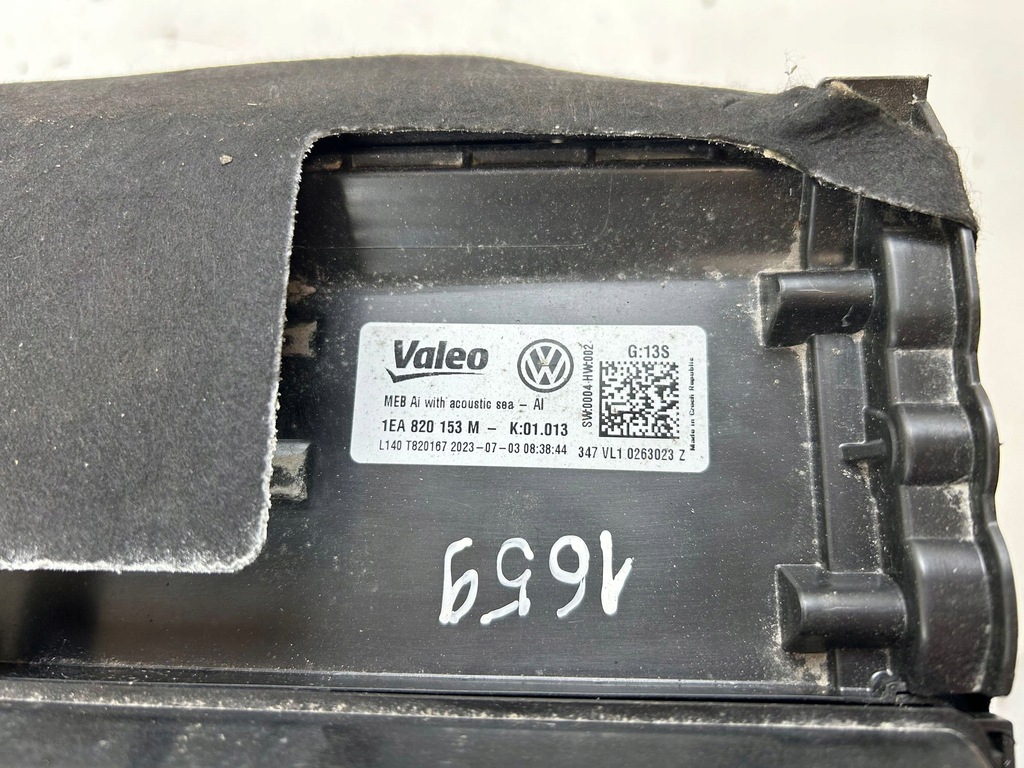 Valeo
G:13S
MEB Ai with acoustic sea - AI
1EA 820 153 M - K:01.013
L140 T820167 2023-07-03 08:38:44 347 VL1 0263023 Z
SW:0004 HW:002
Made in Czech Republic
1659